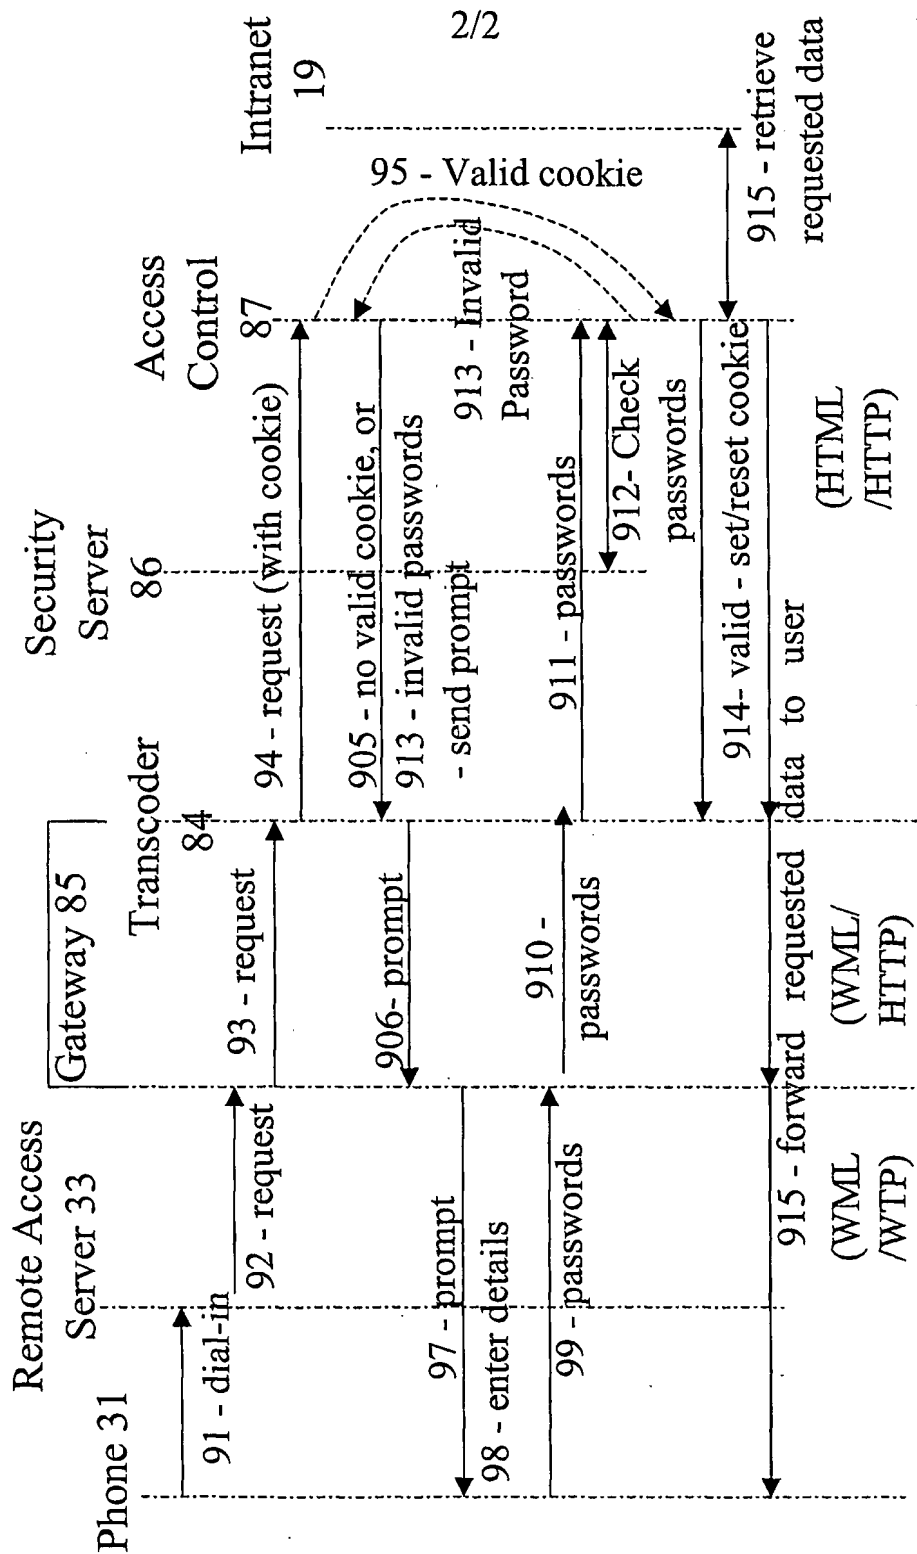 2/2
Phone 31
Remote Access
Server 33
Gateway 85
Transcoder
84
Security
Server
86
Access
Control
87
Intranet
19
91 - dial-in
92 - request
93 - request
94 - request (with cookie)
95 - Valid cookie
905 - no valid cookie, or
913 - invalid passwords
- send prompt
906- prompt
97 - prompt
98 - enter details
99 - passwords
910 -
passwords
911 - passwords
912- Check
passwords
913 - Invalid
Password
914- valid - set/reset cookie
915 - retrieve
requested data
915 - forward requested data to user
(WML
/WTP)
(WML/
HTTP)
(HTML
/HTTP)